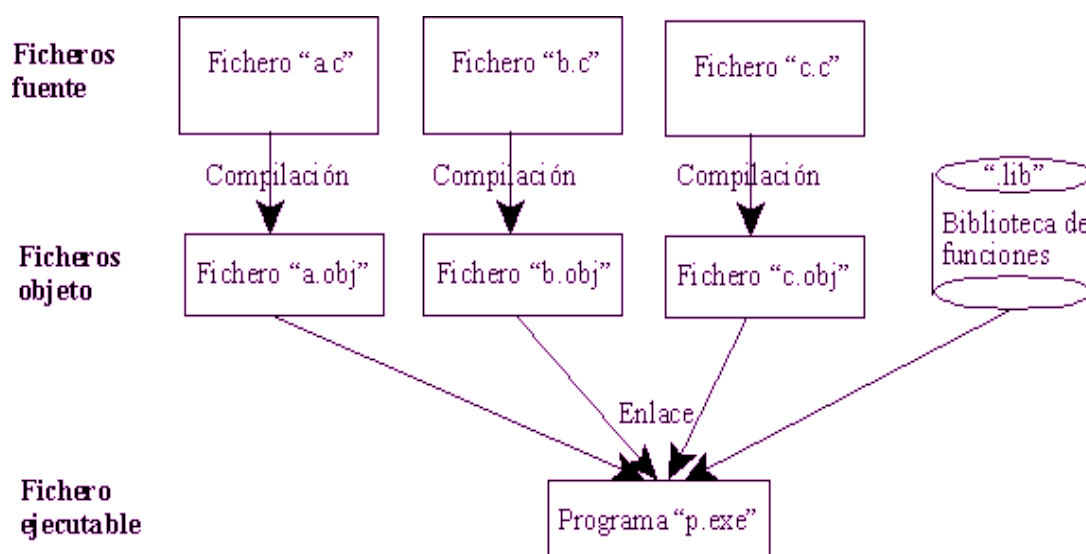 Ficheros
fuente
Fichero “a.c”
Fichero “b.c”
Fichero “c.c”
Compilación
Compilación
Compilación
“.lib”
Biblioteca de
funciones
Ficheros
objeto
Fichero “a.obj”
Fichero “b.obj”
Fichero “c.obj”
Enlace
Fichero
ejecutable
Programa “p.exe”